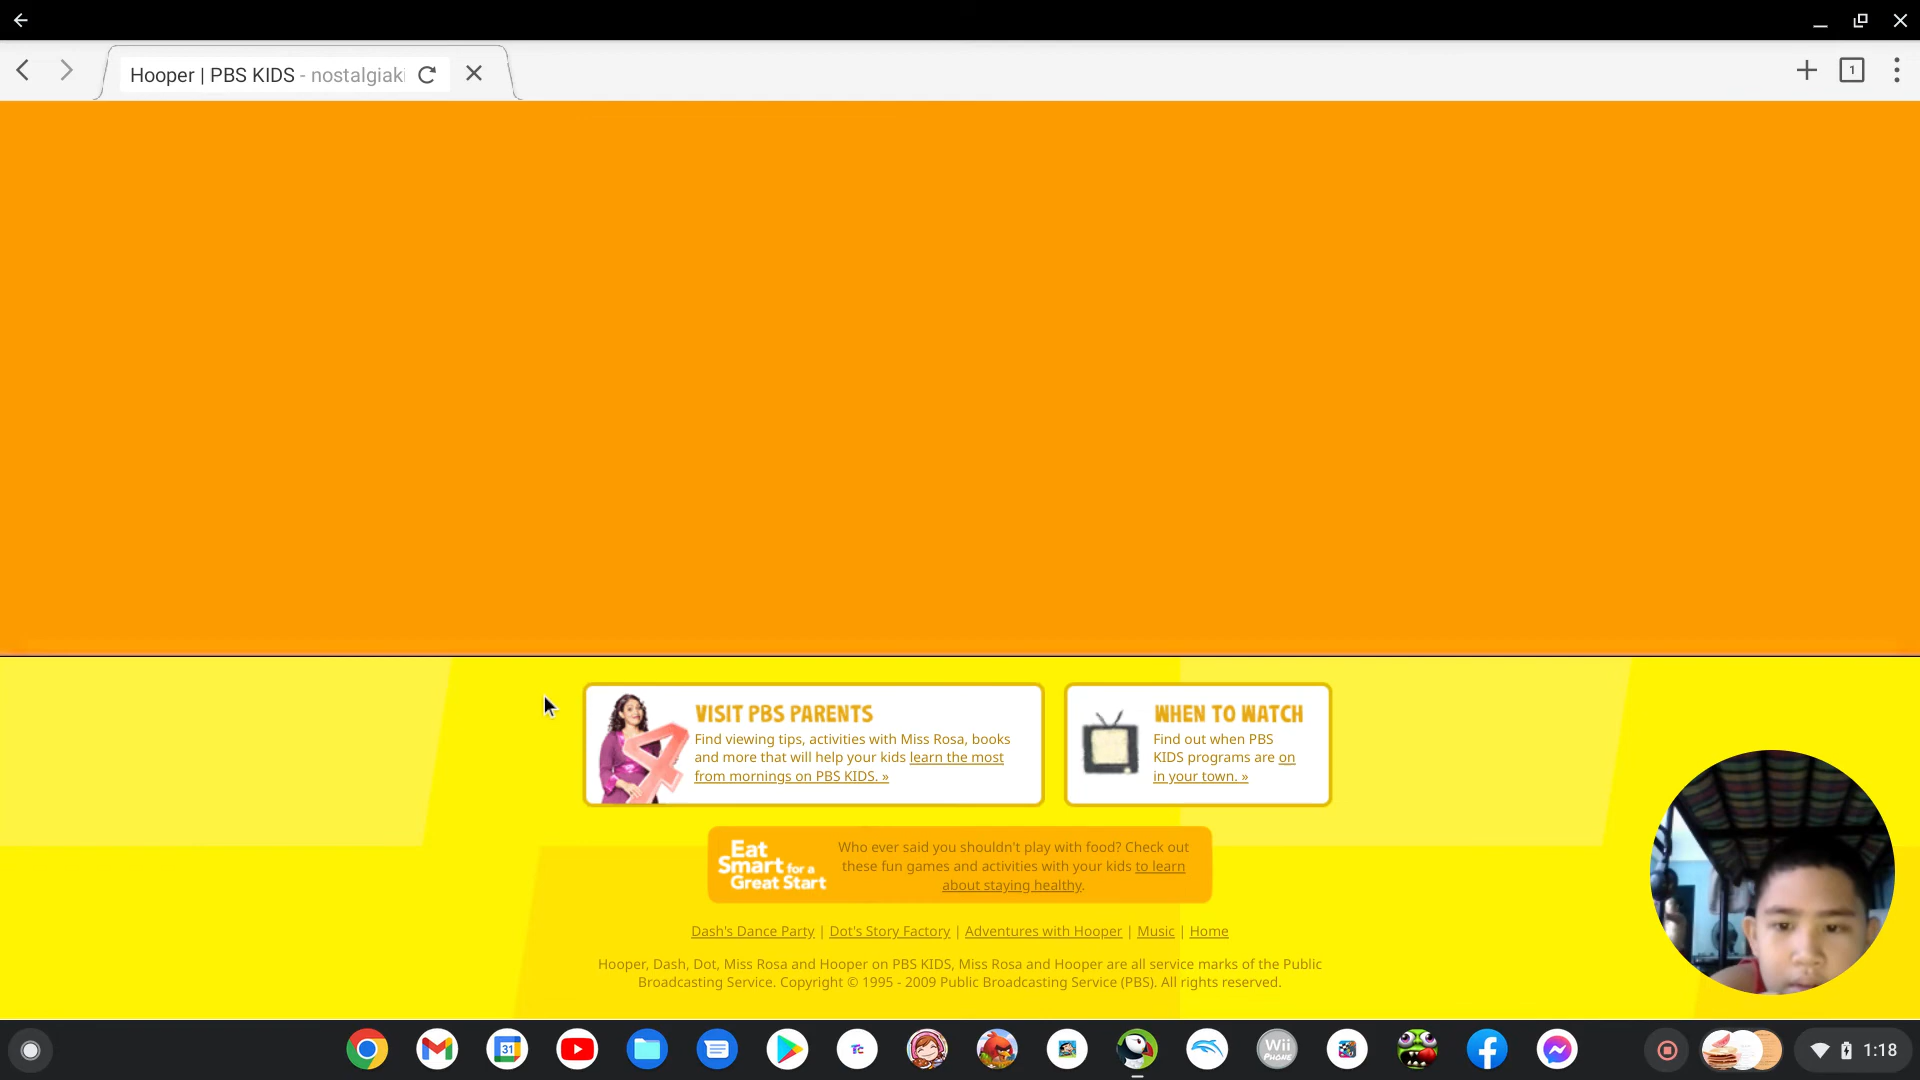 Hooper | PBS KIDS - nostalgiaki
1
VISIT PBS PARENTS
Find viewing tips, activities with Miss Rosa, books
and more that will help your kids learn the most
from mornings on PBS KIDS. »
WHEN TO WATCH
Find out when PBS
KIDS programs are on
in your town. »
Eat
Smart for a
Great Start
Who ever said you shouldn't play with food? Check out
these fun games and activities with your kids to learn
about staying healthy.
Dash's Dance Party | Dot's Story Factory | Adventures with Hooper | Music | Home
Hooper, Dash, Dot, Miss Rosa and Hooper on PBS KIDS, Miss Rosa and Hooper are all service marks of the Public
Broadcasting Service. Copyright © 1995 - 2009 Public Broadcasting Service (PBS). All rights reserved.
31
TC
Wii
PHONE
1:18